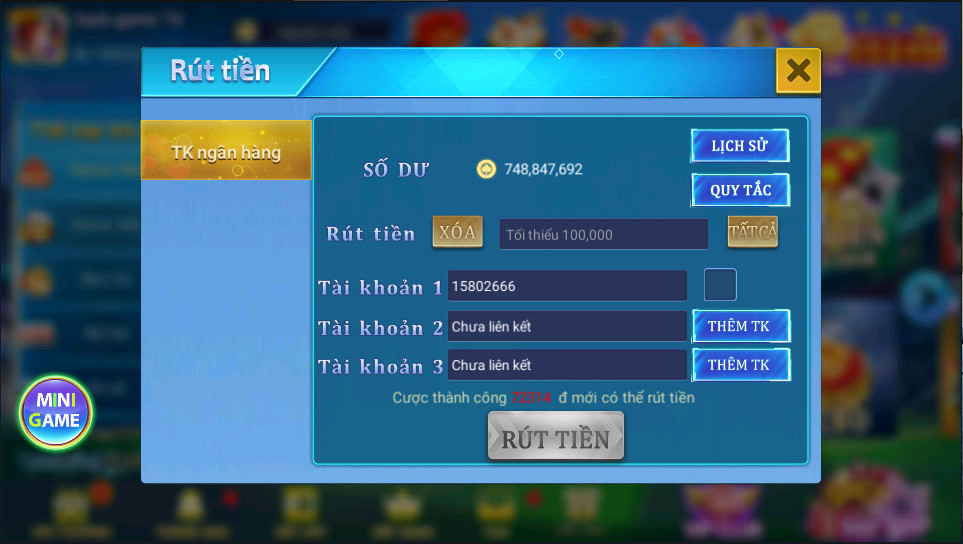 Rút tiền
TK ngân hàng
SỐ DƯ
748,847,692
LỊCH SỬ
QUY TẮC
Rút tiền
XÓA
Tối thiểu 100,000
TẤTCẢ
Tài khoản 1
15802666
Tài khoản 2
Chưa liên kết
THÊM TK
Tài khoản 3
Chưa liên kết
THÊM TK
Cược thành công 72314 đ mới có thể rút tiền
RÚT TIỀN
MINI
GAME